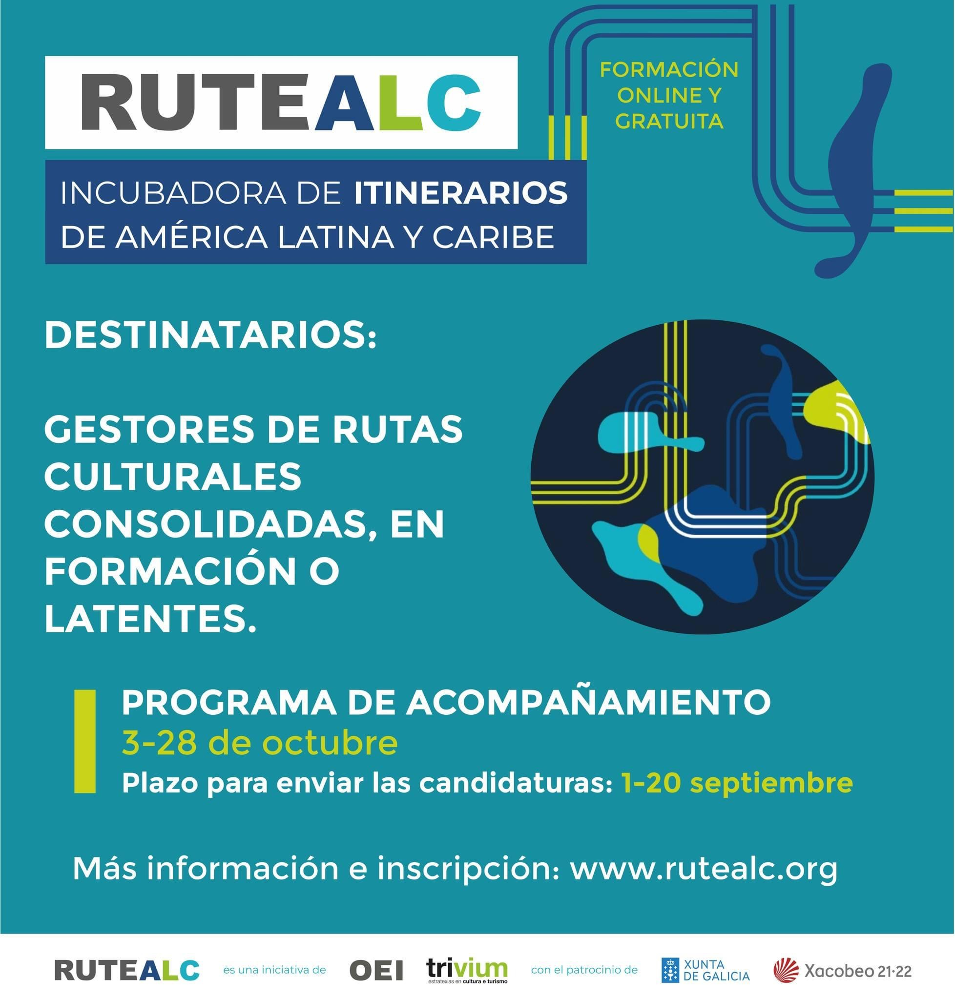 RUTEALC
FORMACIÓN
ONLINE Y
GRATUITA
INCUBADORA DE ITINERARIOS
DE AMÉRICA LATINA Y CARIBE
DESTINATARIOS:
GESTORES DE RUTAS
CULTURALES
CONSOLIDADAS, EN
FORMACIÓN O
LATENTES.
PROGRAMA DE ACOMPAÑAMIENTO
3-28 de octubre
Plazo para enviar las candidaturas: 1-20 septiembre
Más información e inscripción: www.rutealc.org
RUTEALC es una iniciativa de OEI trivium
estratexias en cultura e turismo
con el patrocinio de
XUNTA
DE GALICIA
Xacobeo 21·22